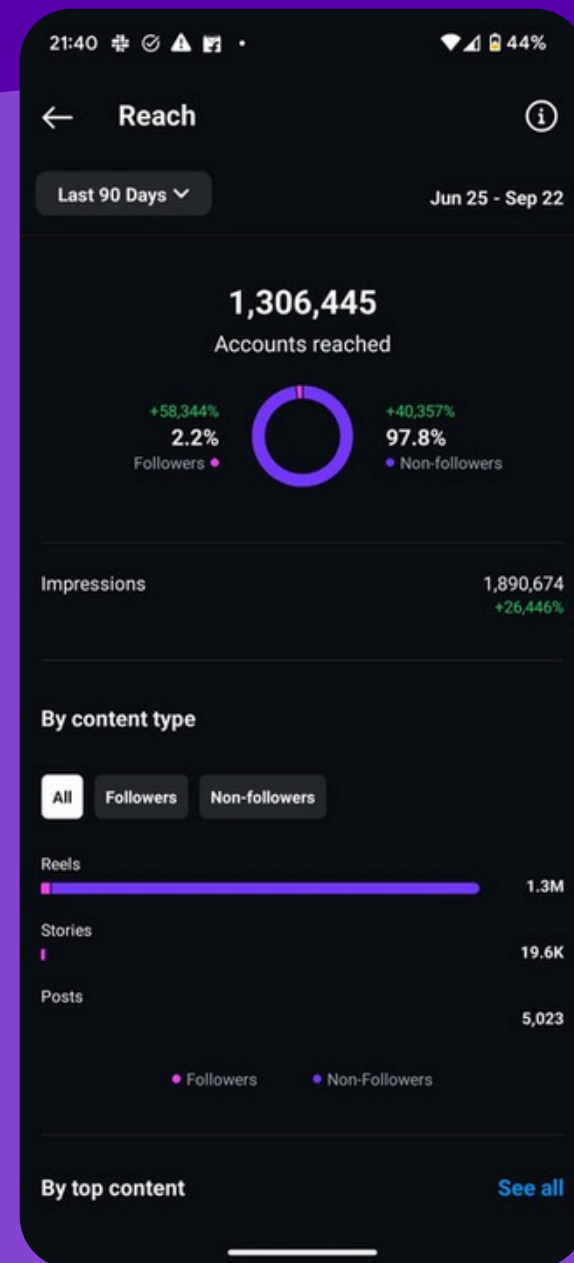 21:40 44%
Reach
Last 90 Days Jun 25 - Sep 22
1,306,445
Accounts reached
+58,344% +40,357%
2.2% 97.8%
Followers Non-followers
Impressions 1,890,674
+26,446%
By content type
All Followers Non-followers
Reels
1.3M
Stories
19.6K
Posts
5,023
Followers Non-Followers
By top content See all